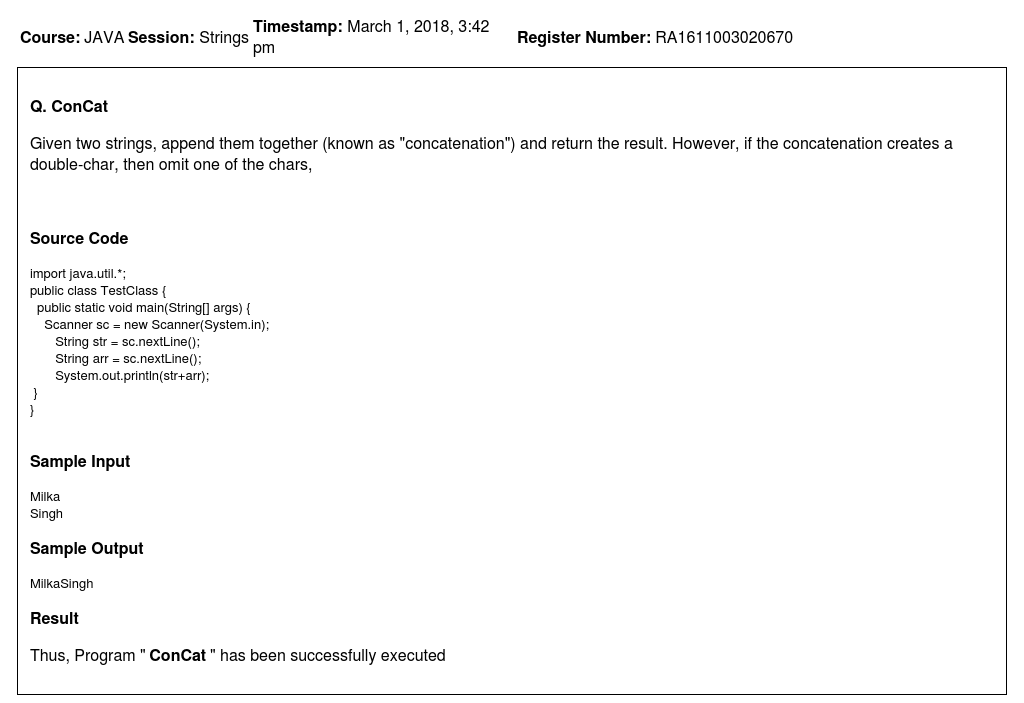 Course: JAVA Session: Strings Timestamp: March 1, 2018, 3:42 pm Register Number: RA1611003020670
Q. ConCat
Given two strings, append them together (known as "concatenation") and return the result. However, if the concatenation creates a
double-char, then omit one of the chars,
Source Code
import java.util.*;
public class TestClass {
  public static void main(String[] args) {
    Scanner sc = new Scanner(System.in);
       String str = sc.nextLine();
       String arr = sc.nextLine();
       System.out.println(str+arr);
 }
}
Sample Input
Milka
Singh
Sample Output
MilkaSingh
Result
Thus, Program " ConCat " has been successfully executed